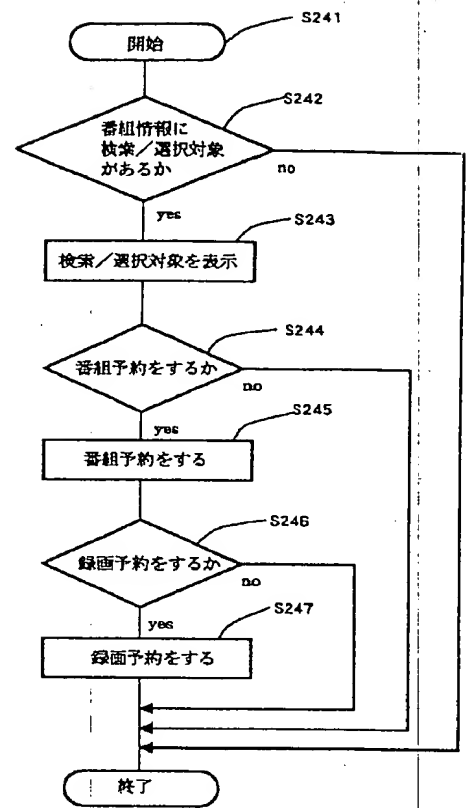 S241
開始
S242
番組情報に
検索／選択対象
があるか
no
yes
S243
検索／選択対象を表示
S244
番組予約をするか
no
yes
S245
番組予約をする
S246
録画予約をするか
no
yes
S247
録画予約をする
終了